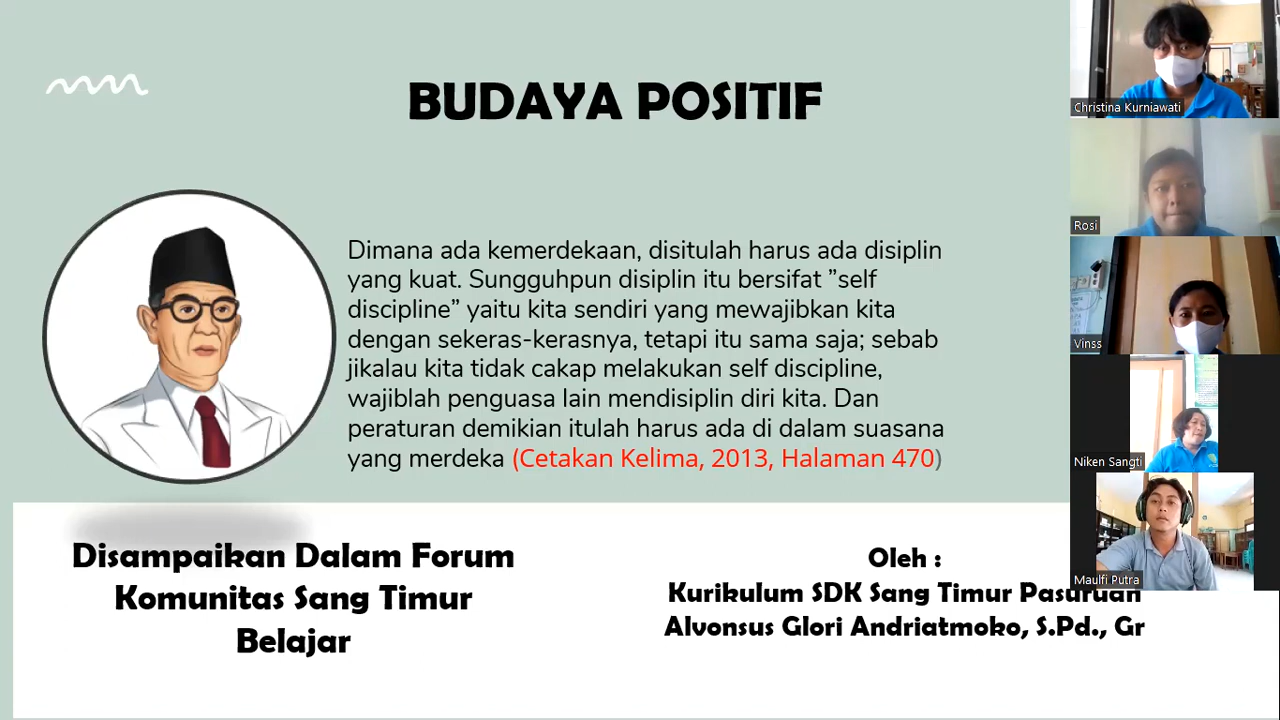 BUDAYA POSITIF
Dimana ada kemerdekaan, disitulah harus ada disiplin
yang kuat. Sungguhpun disiplin itu bersifat ”self
discipline” yaitu kita sendiri yang mewajibkan kita
dengan sekeras-kerasnya, tetapi itu sama saja; sebab
jikalau kita tidak cakap melakukan self discipline,
wajiblah penguasa lain mendisiplin diri kita. Dan
peraturan demikian itulah harus ada di dalam suasana
yang merdeka (Cetakan Kelima, 2013, Halaman 470)
Disampaikan Dalam Forum
Komunitas Sang Timur
Belajar
Oleh :
Kurikulum SDK Sang Timur Pasuruan
Alvonsus Glori Andriatmoko, S.Pd., Gr
Christina Kurniawati
Rosi
Vinss
Niken Sangti
Maulfi Putra